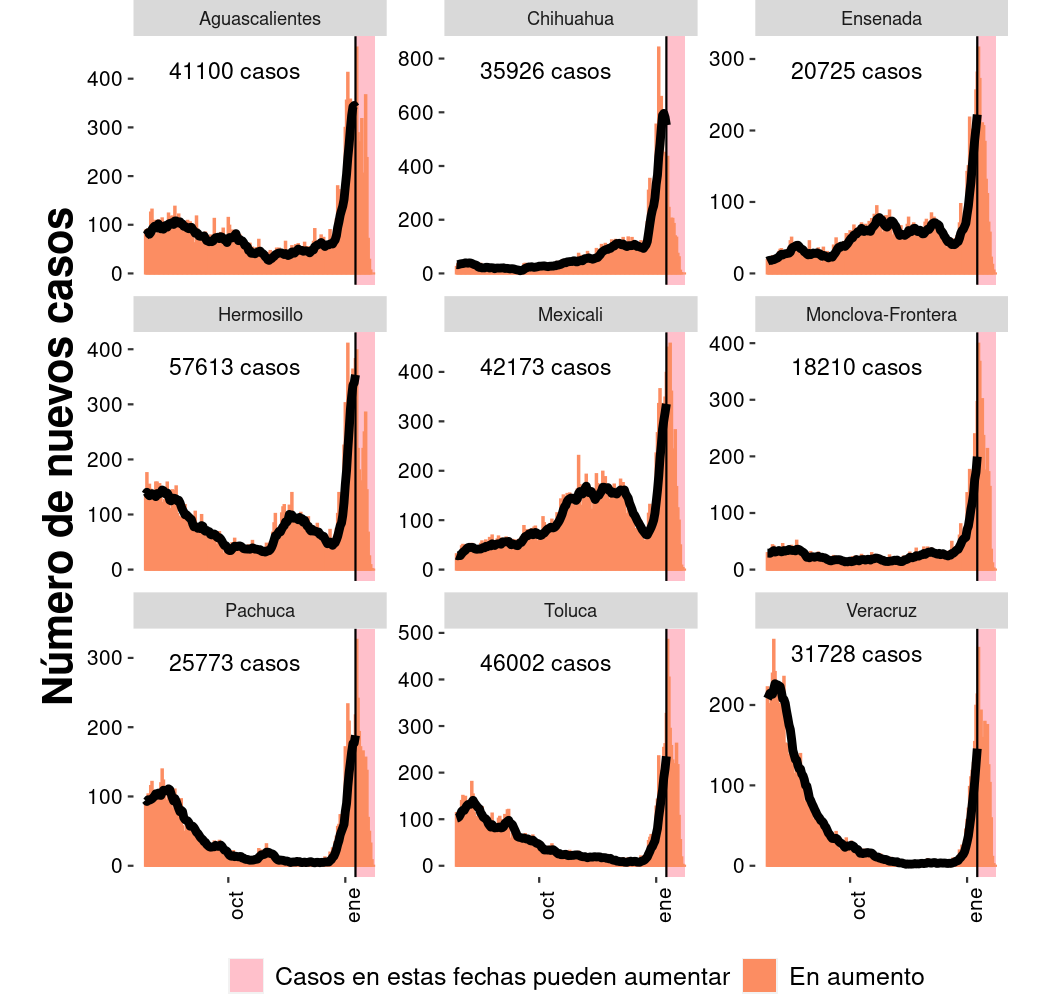 Número de nuevos casos
Aguascalientes
Chihuahua
Ensenada
41100 casos
35926 casos
20725 casos
400
300
200
100
0
800
600
400
200
0
300
200
100
0
Hermosillo
Mexicali
Monclova-Frontera
57613 casos
42173 casos
18210 casos
400
300
200
100
0
400
300
200
100
0
400
300
200
100
0
Pachuca
Toluca
Veracruz
25773 casos
46002 casos
31728 casos
300
200
100
0
500
400
300
200
100
0
200
100
0
oct
ene
oct
ene
oct
ene
Casos en estas fechas pueden aumentar
En aumento